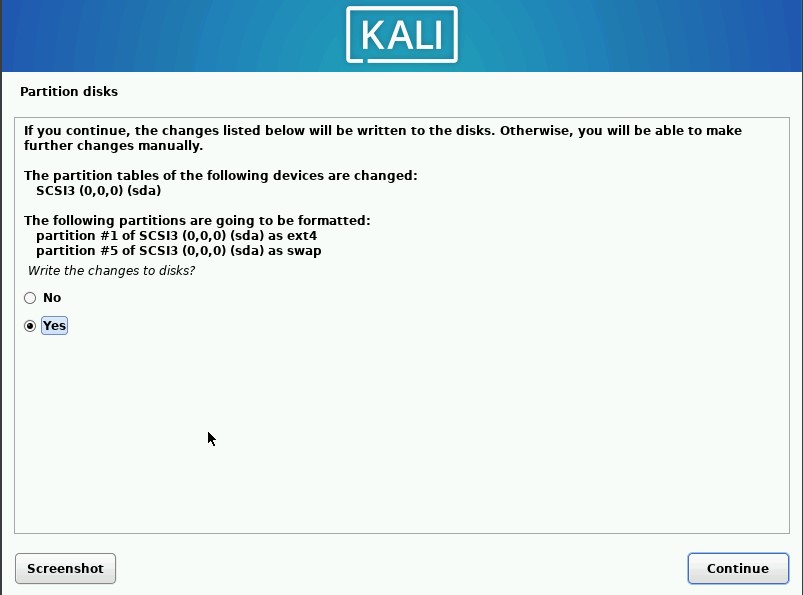 KALI
Partition disks
If you continue, the changes listed below will be written to the disks. Otherwise, you will be able to make
further changes manually.
The partition tables of the following devices are changed:
SCSI3 (0,0,0) (sda)
The following partitions are going to be formatted:
partition #1 of SCSI3 (0,0,0) (sda) as ext4
partition #5 of SCSI3 (0,0,0) (sda) as swap
Write the changes to disks?
No
Yes
Screenshot
Continue